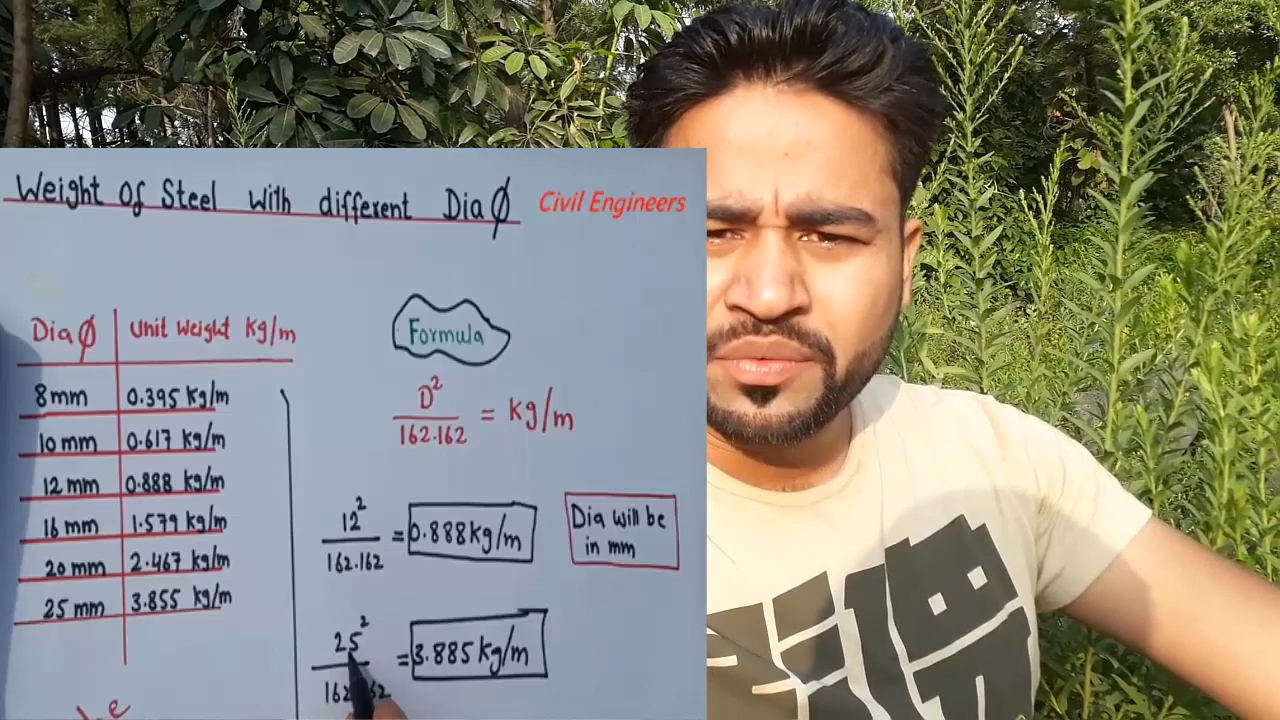 Weight Of Steel With different Dia Ø
Civil Engineers
Dia Ø Unit Weight Kg/m
8mm 0.395 Kg/m
10 mm 0.617 Kg/m
12 mm 0.888 Kg/m
16 mm 1.579 Kg/m
20 mm 2.467 Kg/m
25 mm 3.855 Kg/m
Formula
D²
162.162
= Kg/m
12²
162.162
= 0.888 Kg/m
Dia will be
in mm
25²
= 3.885 Kg/m